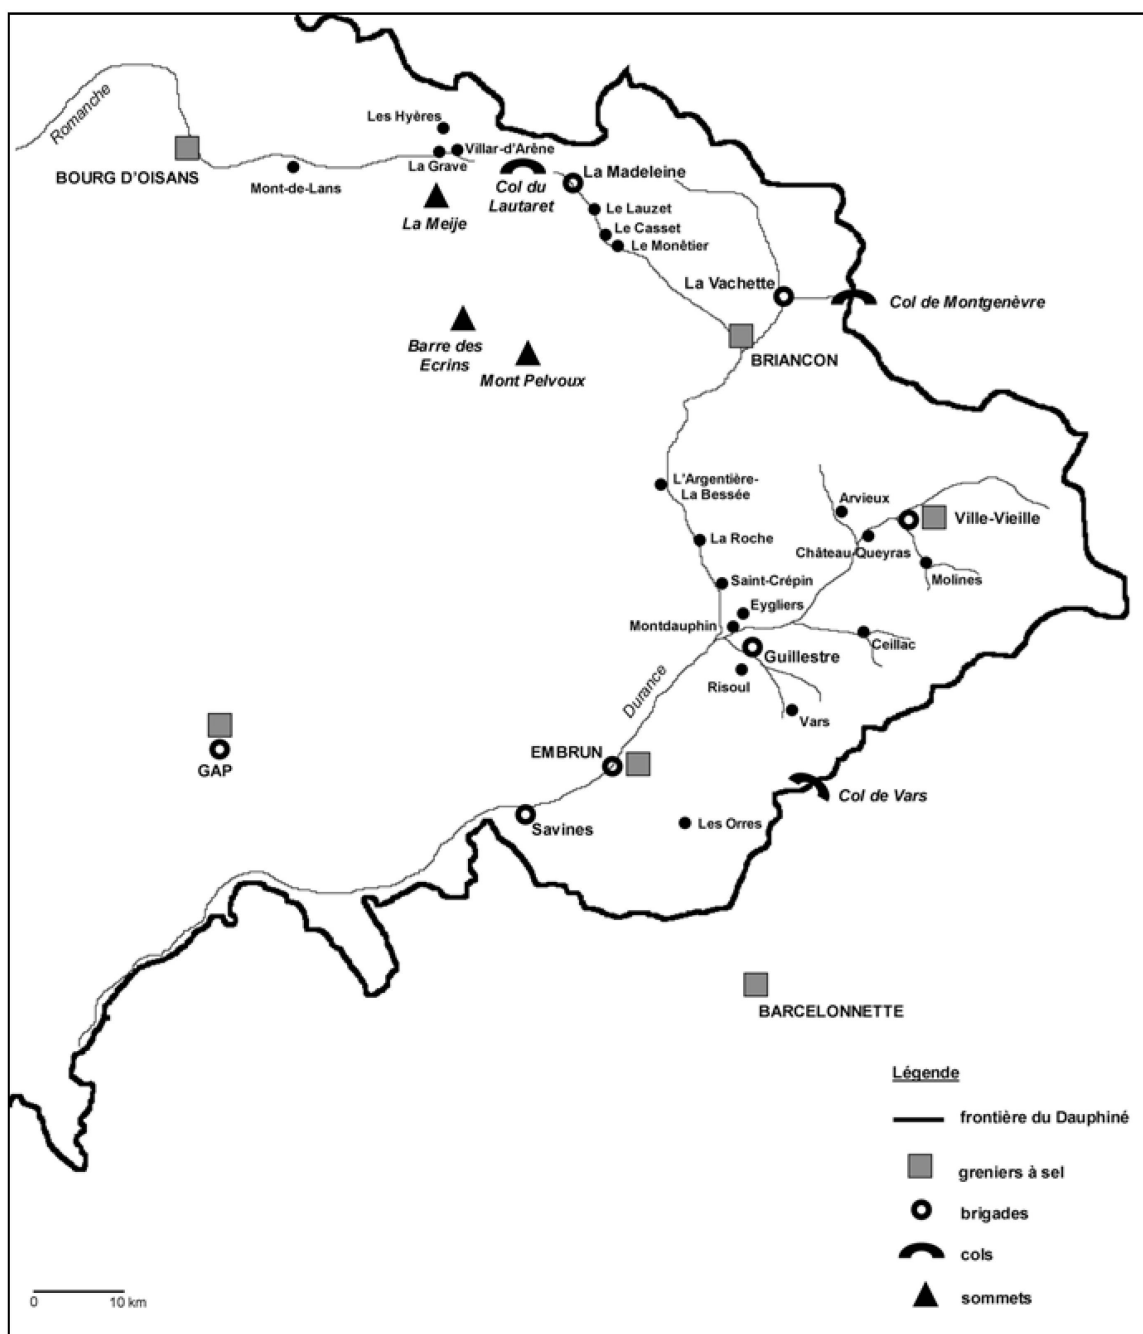 Romanche
Les Hyères
Villar-d'Arène
La Grave
BOURG D'OISANS
Mont-de-Lans
La Meije
Col du
Lautaret
La Madeleine
Le Lauzet
Le Casset
Le Monêtier
La Vachette
Col de Montgenèvre
Barre des
Ecrins
Mont Pelvoux
BRIANCON
L'Argentière-
La Bessée
Arvieux
Ville-Vieille
La Roche
Château Queyras
Molines
Saint-Crépin
Eygliers
Montdauphin
Ceillac
Guillestre
Risoul
Durance
Vars
GAP
EMBRUN
Col de Vars
Savines
Les Orres
BARCELONNETTE
Légende
frontière du Dauphiné
greniers à sel
brigades
cols
sommets
0 10 km